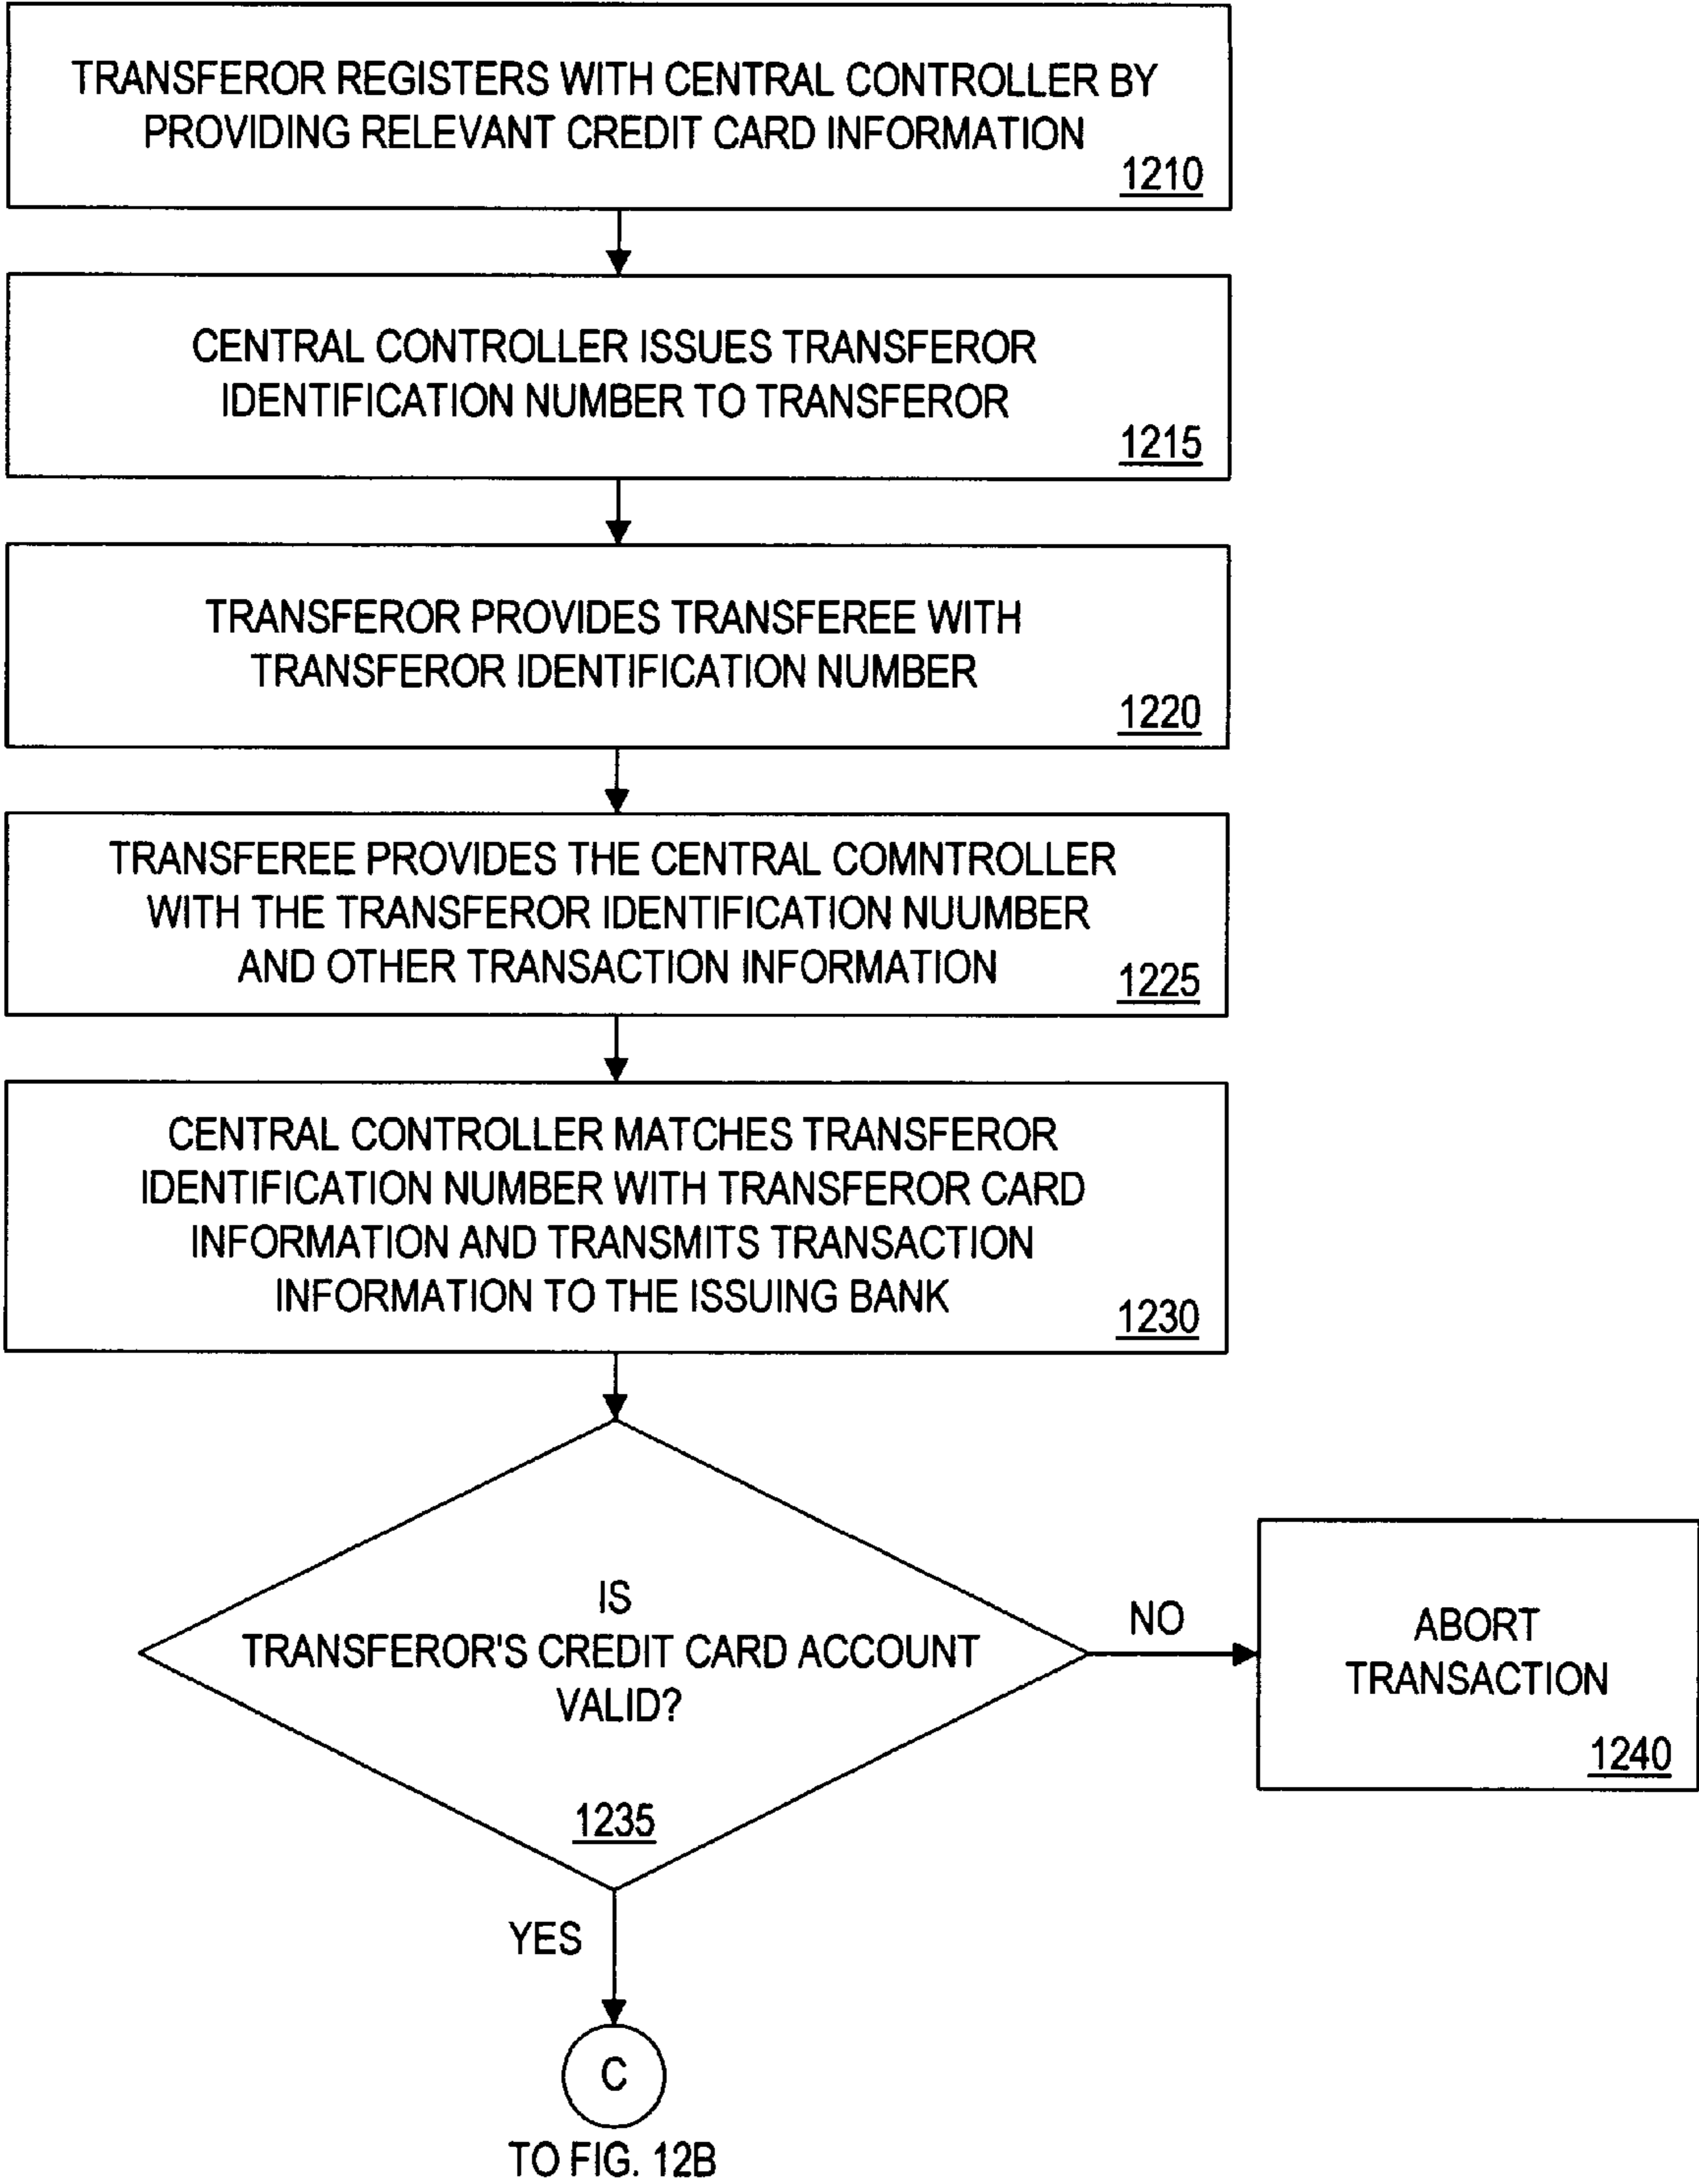 TRANSFEROR REGISTERS WITH CENTRAL CONTROLLER BY
PROVIDING RELEVANT CREDIT CARD INFORMATION
1210
CENTRAL CONTROLLER ISSUES TRANSFEROR
IDENTIFICATION NUMBER TO TRANSFEROR
1215
TRANSFEROR PROVIDES TRANSFEREE WITH
TRANSFEROR IDENTIFICATION NUMBER
1220
TRANSFEREE PROVIDES THE CENTRAL COMNTROLLER
WITH THE TRANSFEROR IDENTIFICATION NUUMBER
AND OTHER TRANSACTION INFORMATION
1225
CENTRAL CONTROLLER MATCHES TRANSFEROR
IDENTIFICATION NUMBER WITH TRANSFEROR CARD
INFORMATION AND TRANSMITS TRANSACTION
INFORMATION TO THE ISSUING BANK
1230
IS
TRANSFEROR'S CREDIT CARD ACCOUNT
VALID?
1235
NO
ABORT
TRANSACTION
1240
YES
C
TO FIG. 12B